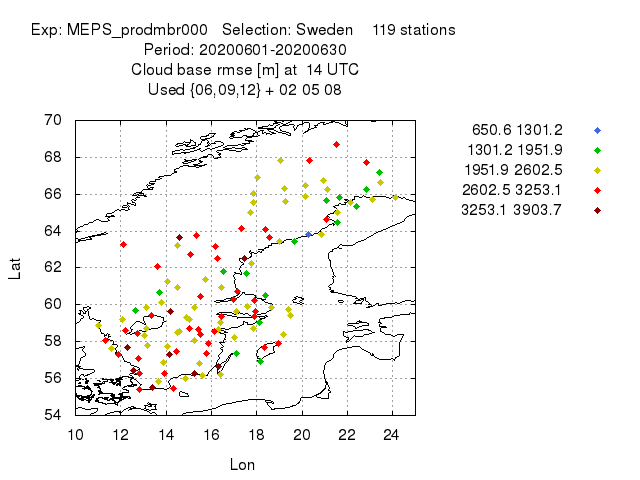 Exp: MEPS_prodmbr000 Selection: Sweden 119 stations
Period: 20200601-20200630
Cloud base rmse [m] at 14 UTC
Used {06,09,12} + 02 05 08
650.6 1301.2
1301.2 1951.9
1951.9 2602.5
2602.5 3253.1
3253.1 3903.7
70
68
66
64
62
60
58
56
54
Lat
10 12 14 16 18 20 22 24
Lon